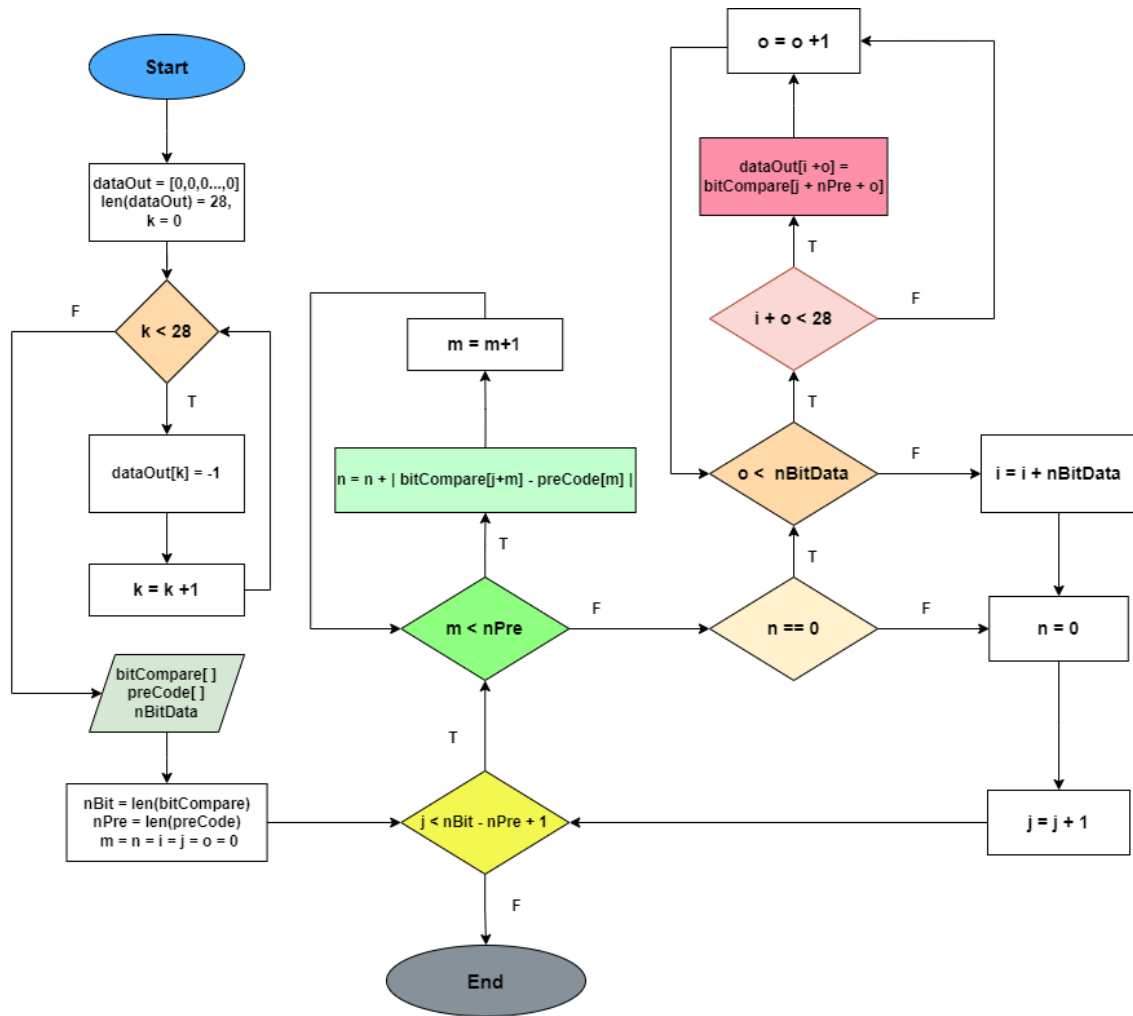 Start
dataOut = [0,0,0...,0]
len(dataOut) = 28,
k = 0
k < 28
F
T
dataOut[k] = -1
k = k +1
bitCompare[ ]
preCode[ ]
nBitData
nBit = len(bitCompare)
nPre = len(preCode)
m = n = i = j = o = 0
j < nBit - nPre + 1
T
F
End
m < nPre
T
F
n = n + | bitCompare[j+m] - preCode[m] |
m = m+1
n == 0
T
F
o < nBitData
T
F
i + o < 28
T
F
dataOut[i +o] =
bitCompare[j + nPre + o]
o = o +1
i = i + nBitData
n = 0
j = j + 1